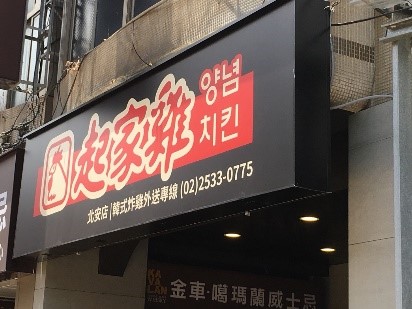 起家雞
양념
치킨
北安店 韓式炸雞外送專線 (02)2533-0775
金車·噶瑪蘭威士忌